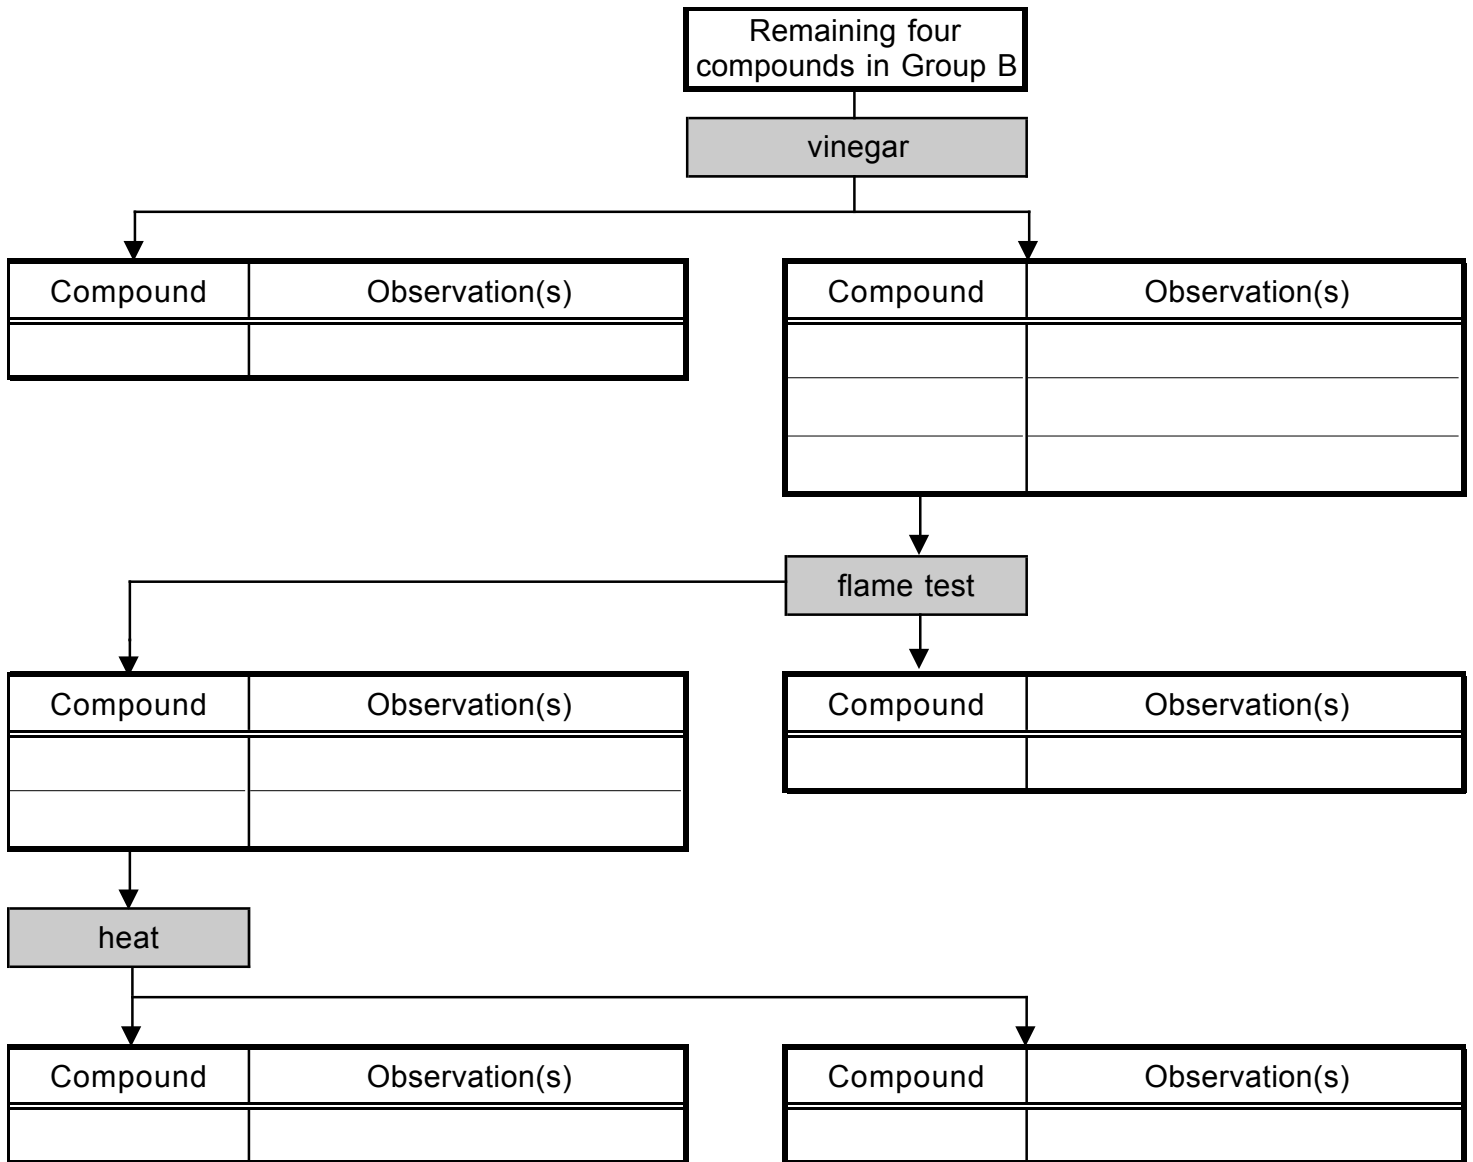 Remaining four
compounds in Group B
vinegar
Compound Observation(s)
Compound Observation(s)
flame test
Compound Observation(s)
Compound Observation(s)
heat
Compound Observation(s)
Compound Observation(s)